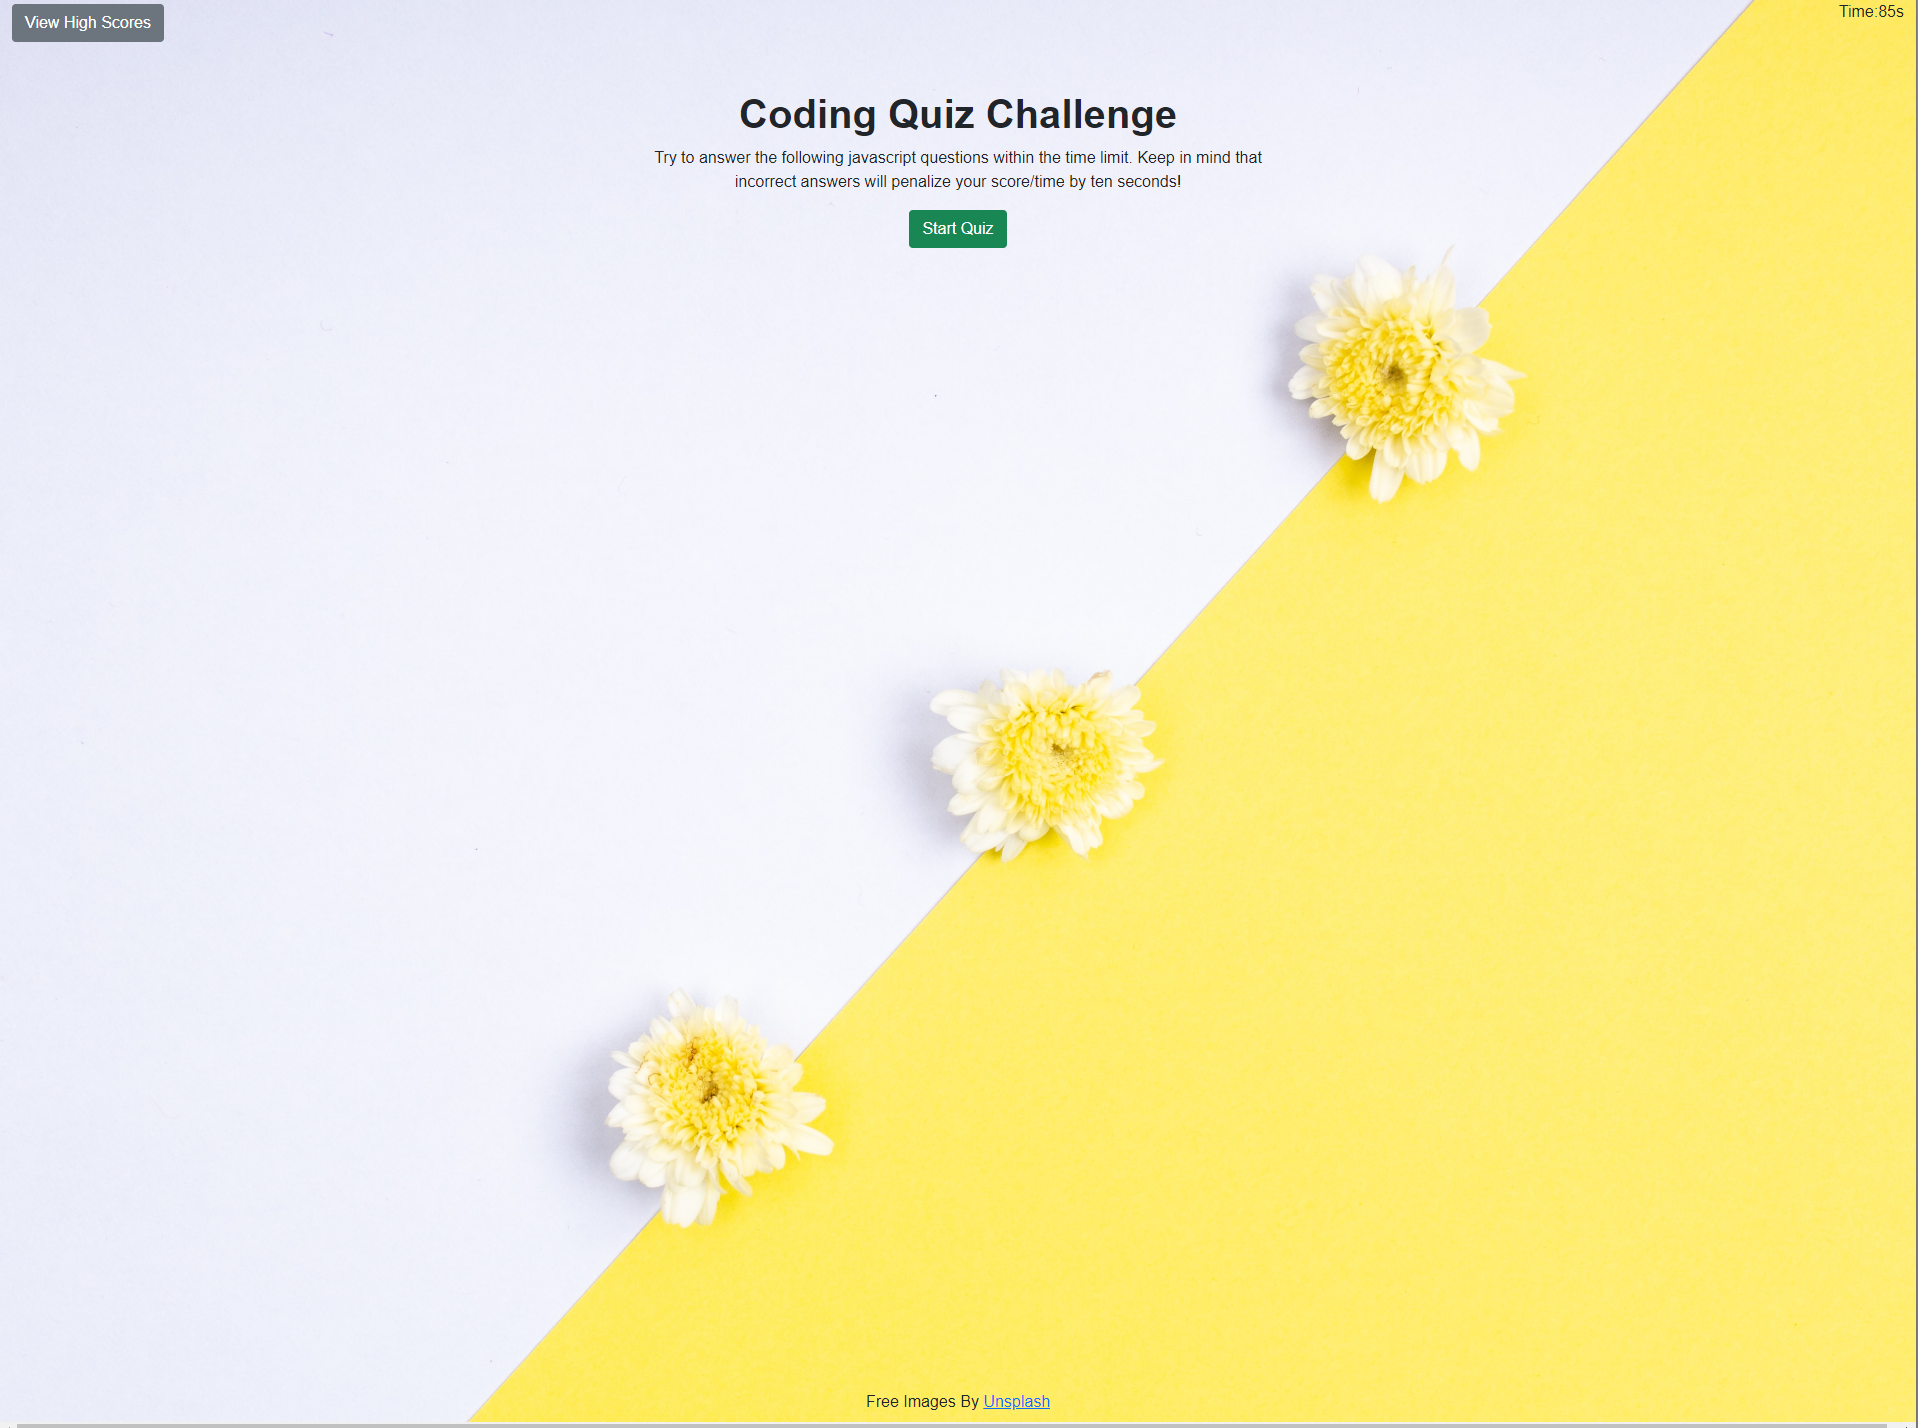 View High Scores
Time:85s
Coding Quiz Challenge
Try to answer the following javascript questions within the time limit. Keep in mind that
incorrect answers will penalize your score/time by ten seconds!
Start Quiz
Free Images By Unsplash